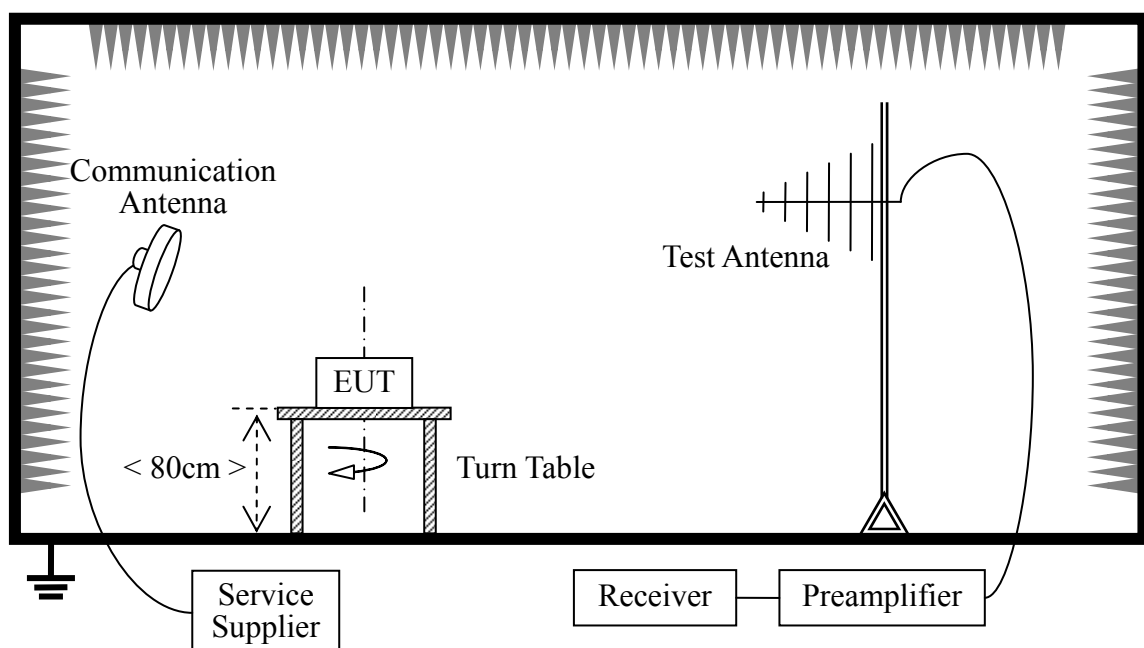 Communication
Antenna
Test Antenna
EUT
< 80cm >
Turn Table
Service
Supplier
Receiver
Preamplifier